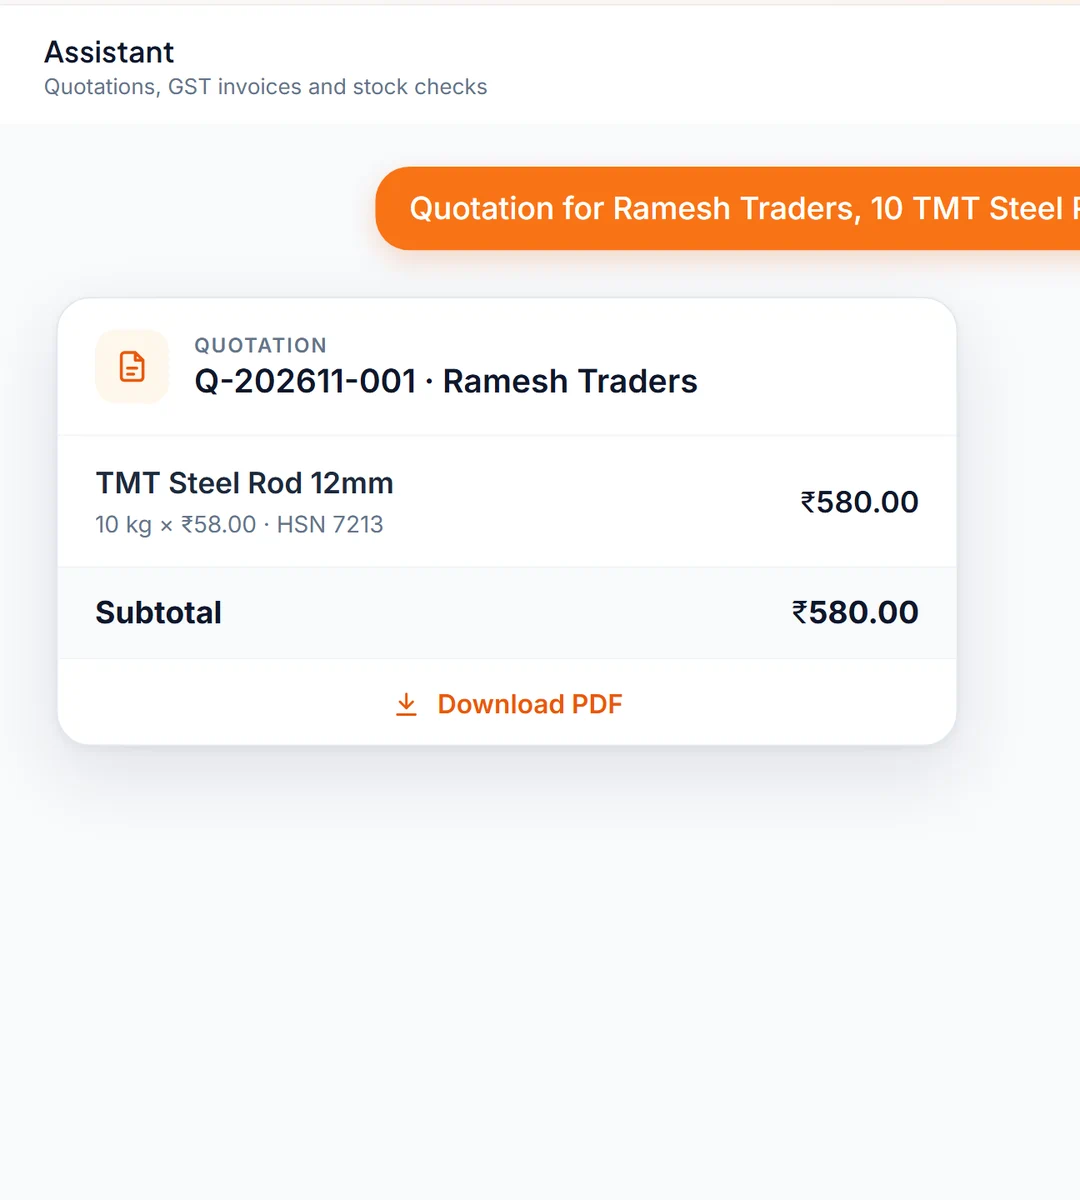 Assistant
Quotations, GST invoices and stock checks
Quotation for Ramesh Traders, 10 TMT Steel
QUOTATION
Q-202611-001 · Ramesh Traders
TMT Steel Rod 12mm
₹580.00
10 kg × ₹58.00 · HSN 7213
Subtotal
₹580.00
Download PDF